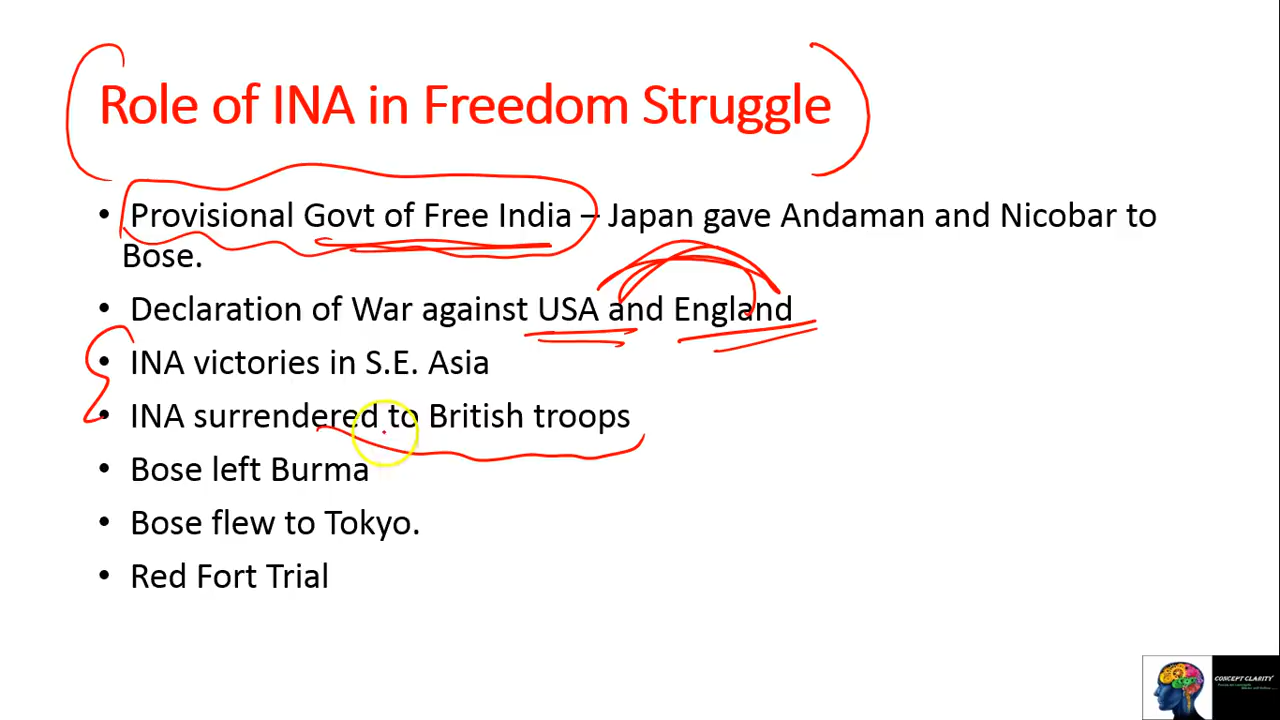 Role of INA in Freedom Struggle
• Provisional Govt of Free India – Japan gave Andaman and Nicobar to
Bose.
• Declaration of War against USA and England
• INA victories in S.E. Asia
• INA surrendered to British troops
• Bose left Burma
• Bose flew to Tokyo.
• Red Fort Trial
CONCEPT CLARITY